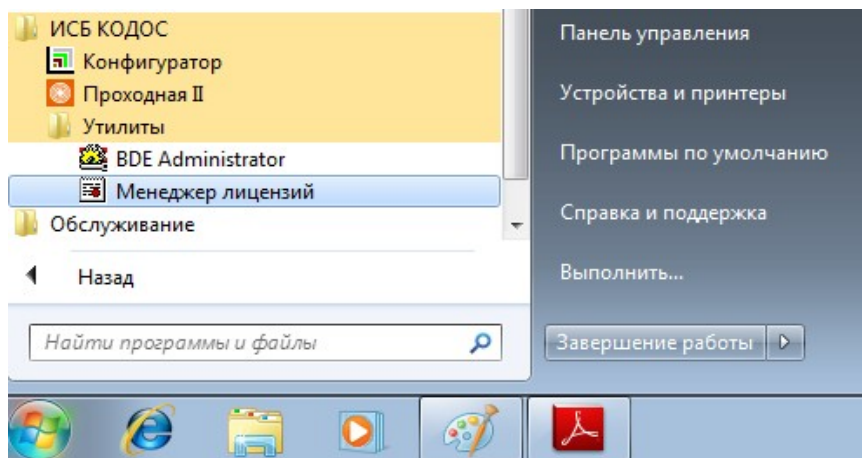 ИСБ КОДОС
Конфигуратор
Проходная II
Утилиты
BDE Administrator
Менеджер лицензий
Обслуживание
Назад
Найти программы и файлы
Панель управления
Устройства и принтеры
Программы по умолчанию
Справка и поддержка
Выполнить...
Завершение работы